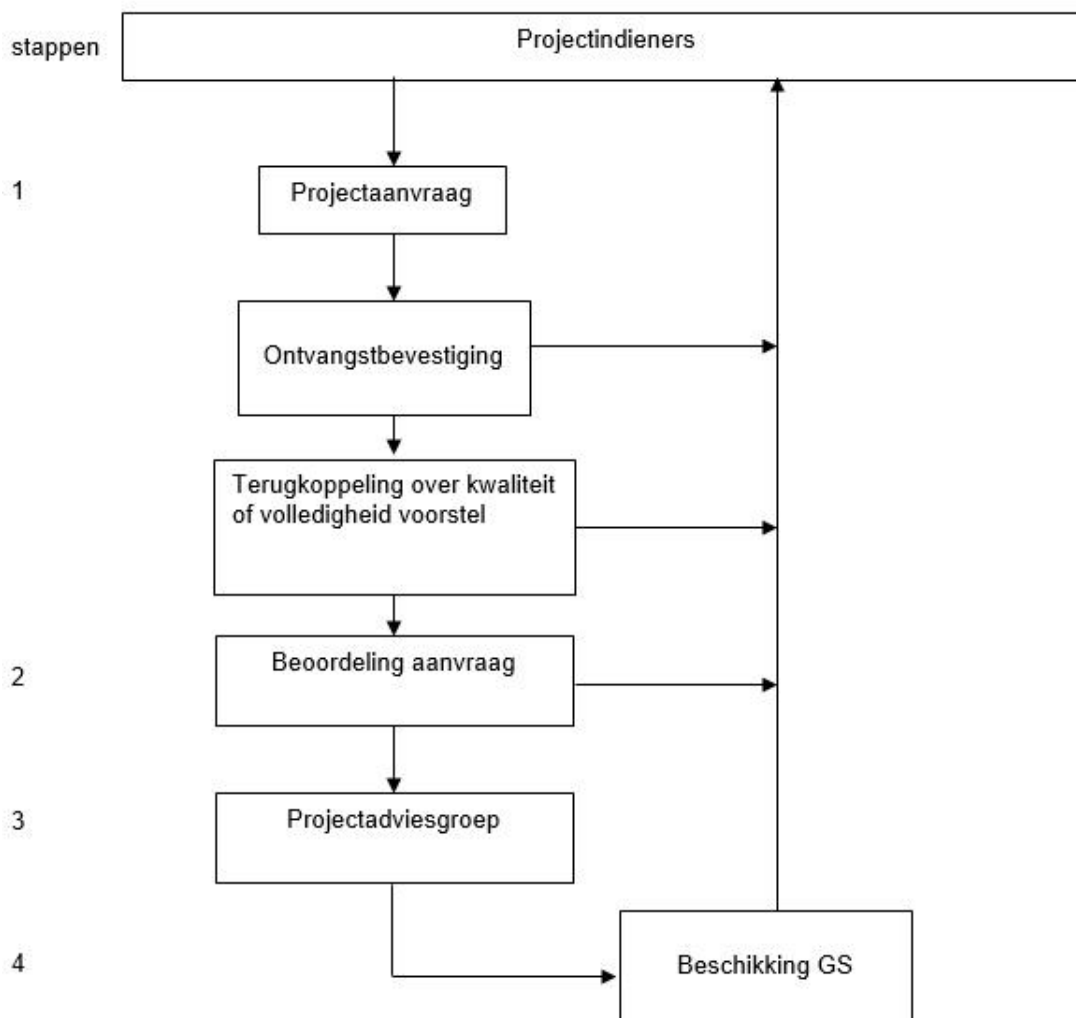 stappen
Projectindieners
1
Projectaanvraag
Ontvangstbevestiging
Terugkoppeling over kwaliteit
of volledigheid voorstel
2
Beoordeling aanvraag
3
Projectadviesgroep
4
Beschikking GS